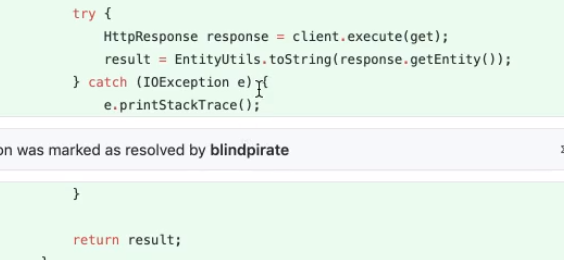 try {
HttpResponse response = client.execute(get);
result = EntityUtils.toString(response.getEntity());
} catch (IOException e) {
e.printStackTrace();
on was marked as resolved by blindpirate
}
return result;
}